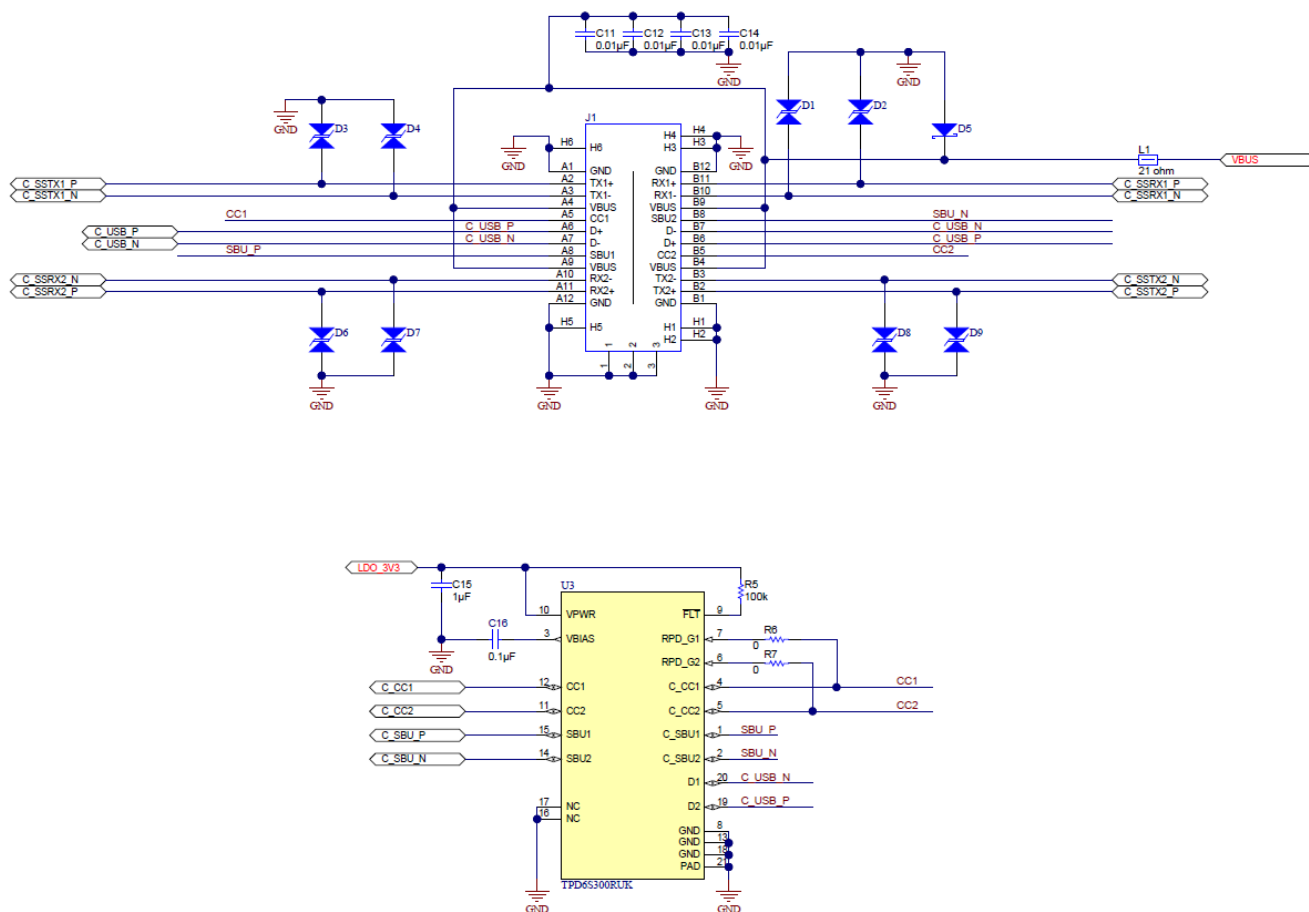 C11 C12 C13 C14
0.01µF 0.01µF 0.01µF 0.01µF
GND GND
D1 D2 D5
GND D3 D4
J1
L1
21 ohm
VBUS
GND H6 H6 H4 H4 GND
H3 H3
A1 GND GND B12
C_SSTX1_P A2 TX1+ RX1+ B11 C_SSRX1_P
C_SSTX1_N A3 TX1- RX1- B10 C_SSRX1_N
A4 VBUS VBUS B9
CC1 A5 CC1 SBU2 B8 SBU_N
C_USB_P C_USB_P A6 D+ D- B7 C_USB_N
C_USB_N C_USB_N A7 D- D+ B6 C_USB_P
SBU_P A8 SBU1 CC2 B5 CC2
A9 VBUS VBUS B4
C_SSRX2_N A10 RX2- TX2- B3 C_SSTX2_N
C_SSRX2_P A11 RX2+ TX2+ B2 C_SSTX2_P
A12 GND GND B1
H5 H5 H1 H1
H2 H2
D6 D7 D8 D9
1 2 3
1 2 3
GND GND GND GND
LDO_3V3
C15
1µF
U3
R5
100k
10 VPWR FLT 9
C16
0.1µF
3 VBIAS RPD_G1 7 R6
0
GND
RPD_G2 6 R7
0
C_CC1 12 CC1 C_CC1 4 CC1
C_CC2 11 CC2 C_CC2 5 CC2
C_SBU_P 15 SBU1 C_SBU1 1 SBU_P
C_SBU_N 14 SBU2 C_SBU2 2 SBU_N
D1 20 C_USB_N
17 NC D2 19 C_USB_P
16 NC
GND 8
GND 13
GND 18
PAD 21
TPD6S300RUK
GND GND